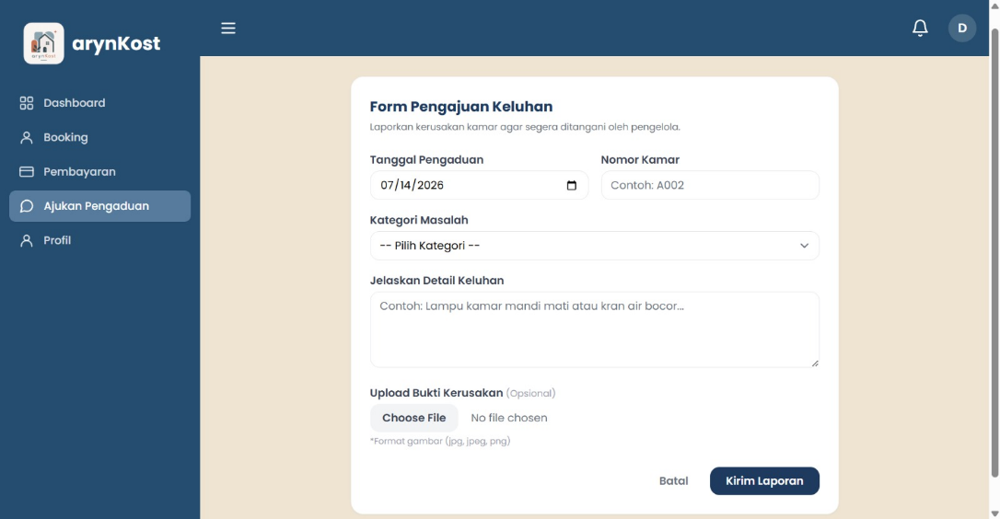 arynKost
arynKost
D
Dashboard
Booking
Pembayaran
Ajukan Pengaduan
Profil
Form Pengajuan Keluhan
Laporkan kerusakan kamar agar segera ditangani oleh pengelola.
Tanggal Pengaduan
Nomor Kamar
07/14/2026
Contoh: A002
Kategori Masalah
-- Pilih Kategori --
Jelaskan Detail Keluhan
Contoh: Lampu kamar mandi mati atau kran air bocor...
Upload Bukti Kerusakan (Opsional)
Choose File No file chosen
*Format gambar (jpg, jpeg, png)
Batal
Kirim Laporan